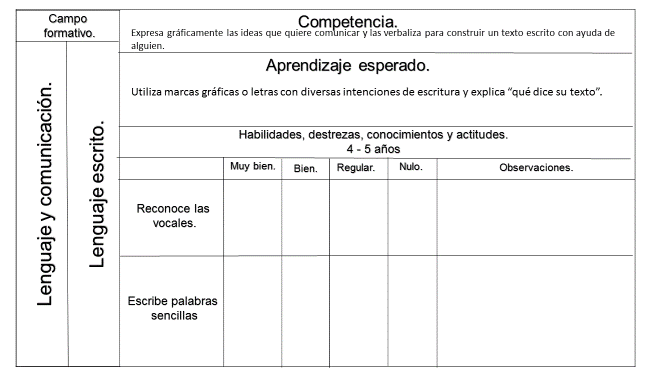 Campo
formativo.
Competencia.
Expresa gráficamente las ideas que quiere comunicar y las verbaliza para construir un texto escrito con ayuda de
alguien.
Lenguaje y comunicación.
Lenguaje escrito.
Aprendizaje esperado.
Utiliza marcas gráficas o letras con diversas intenciones de escritura y explica “qué dice su texto”.
Habilidades, destrezas, conocimientos y actitudes.
4 - 5 años
Muy bien.
Bien.
Regular.
Nulo.
Observaciones.
Reconoce las
vocales.
Escribe palabras
sencillas